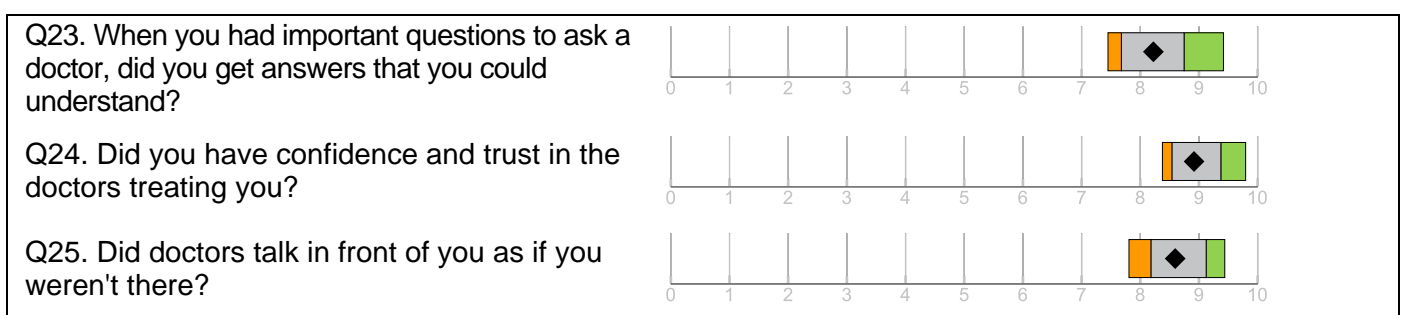 Q23. When you had important questions to ask a
doctor, did you get answers that you could
understand?
0 1 2 3 4 5 6 7 8 9 10
Q24. Did you have confidence and trust in the
doctors treating you?
0 1 2 3 4 5 6 7 8 9 10
Q25. Did doctors talk in front of you as if you
weren't there?
0 1 2 3 4 5 6 7 8 9 10